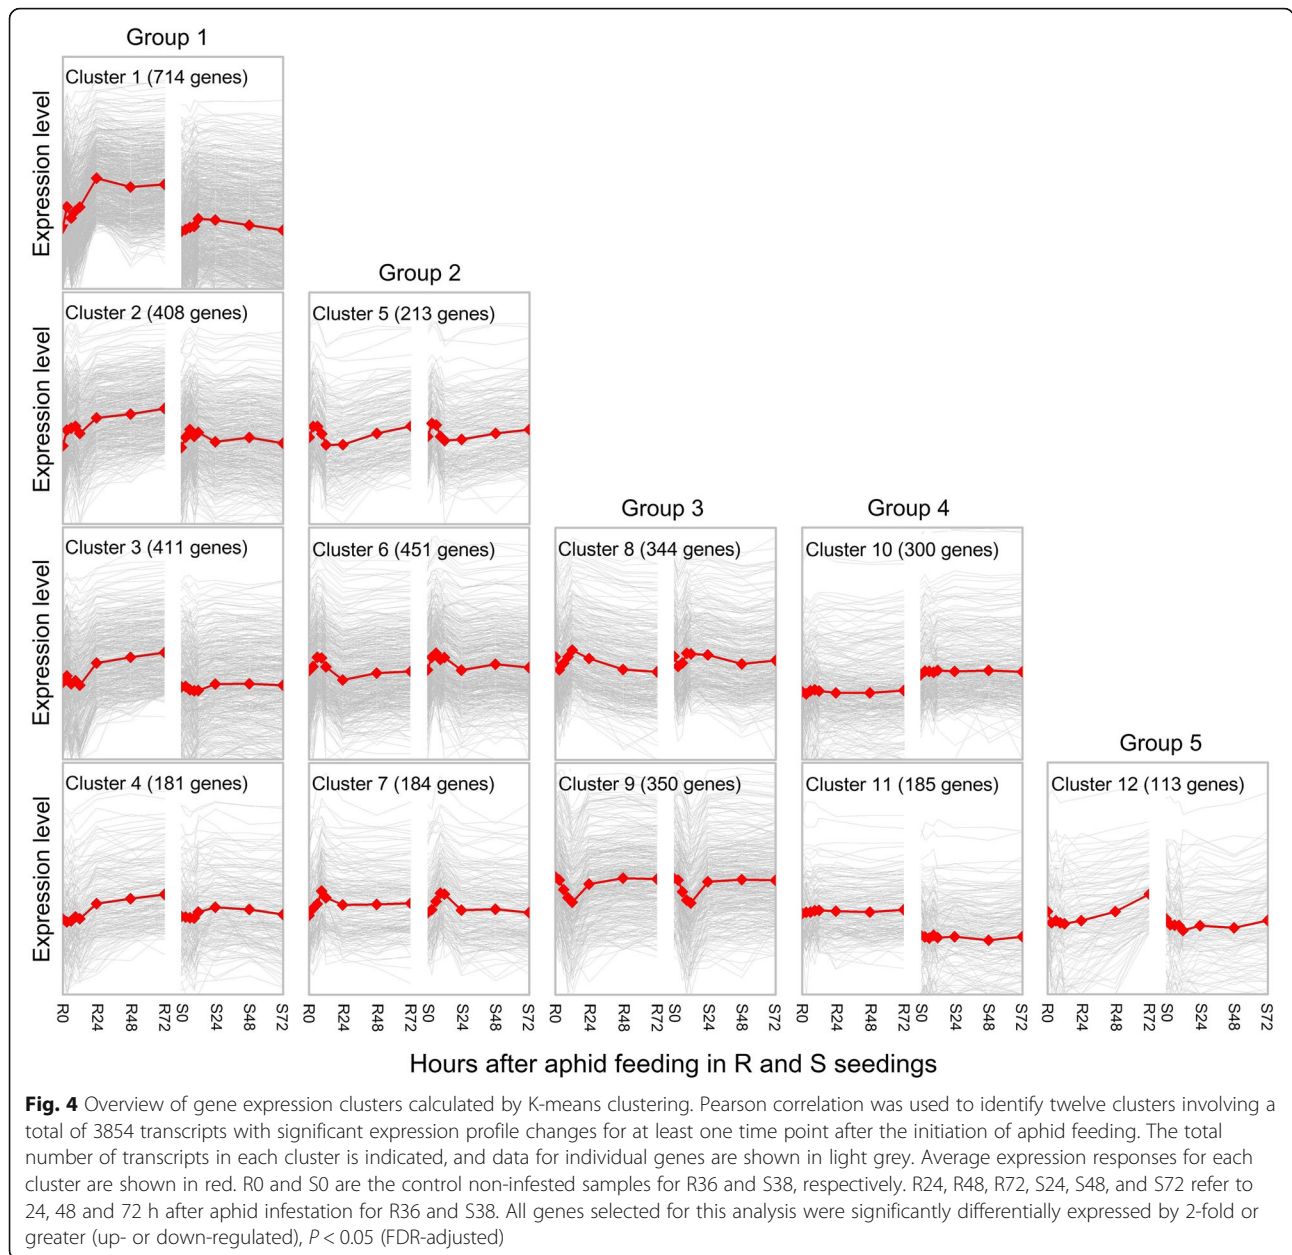 Group 1
Cluster 1 (714 genes)
Expression level
Group 2
Cluster 2 (408 genes)
Cluster 5 (213 genes)
Expression level
Group 3
Group 4
Cluster 3 (411 genes)
Cluster 6 (451 genes)
Cluster 8 (344 genes)
Cluster 10 (300 genes)
Expression level
Group 5
Cluster 4 (181 genes)
Cluster 7 (184 genes)
Cluster 9 (350 genes)
Cluster 11 (185 genes)
Cluster 12 (113 genes)
Expression level
R0 R24 R48 R72 S0 S24 S48 S72
R0 R24 R48 R72 S0 S24 S48 S72
R0 R24 R48 R72 S0 S24 S48 S72
R0 R24 R48 R72 S0 S24 S48 S72
R0 R24 R48 R72 S0 S24 S48 S72
Hours after aphid feeding in R and S seedings
Fig. 4 Overview of gene expression clusters calculated by K-means clustering. Pearson correlation was used to identify twelve clusters involving a
total of 3854 transcripts with significant expression profile changes for at least one time point after the initiation of aphid feeding. The total
number of transcripts in each cluster is indicated, and data for individual genes are shown in light grey. Average expression responses for each
cluster are shown in red. R0 and S0 are the control non-infested samples for R36 and S38, respectively. R24, R48, R72, S24, S48, and S72 refer to
24, 48 and 72 h after aphid infestation for R36 and S38. All genes selected for this analysis were significantly differentially expressed by 2-fold or
greater (up- or down-regulated), P < 0.05 (FDR-adjusted)